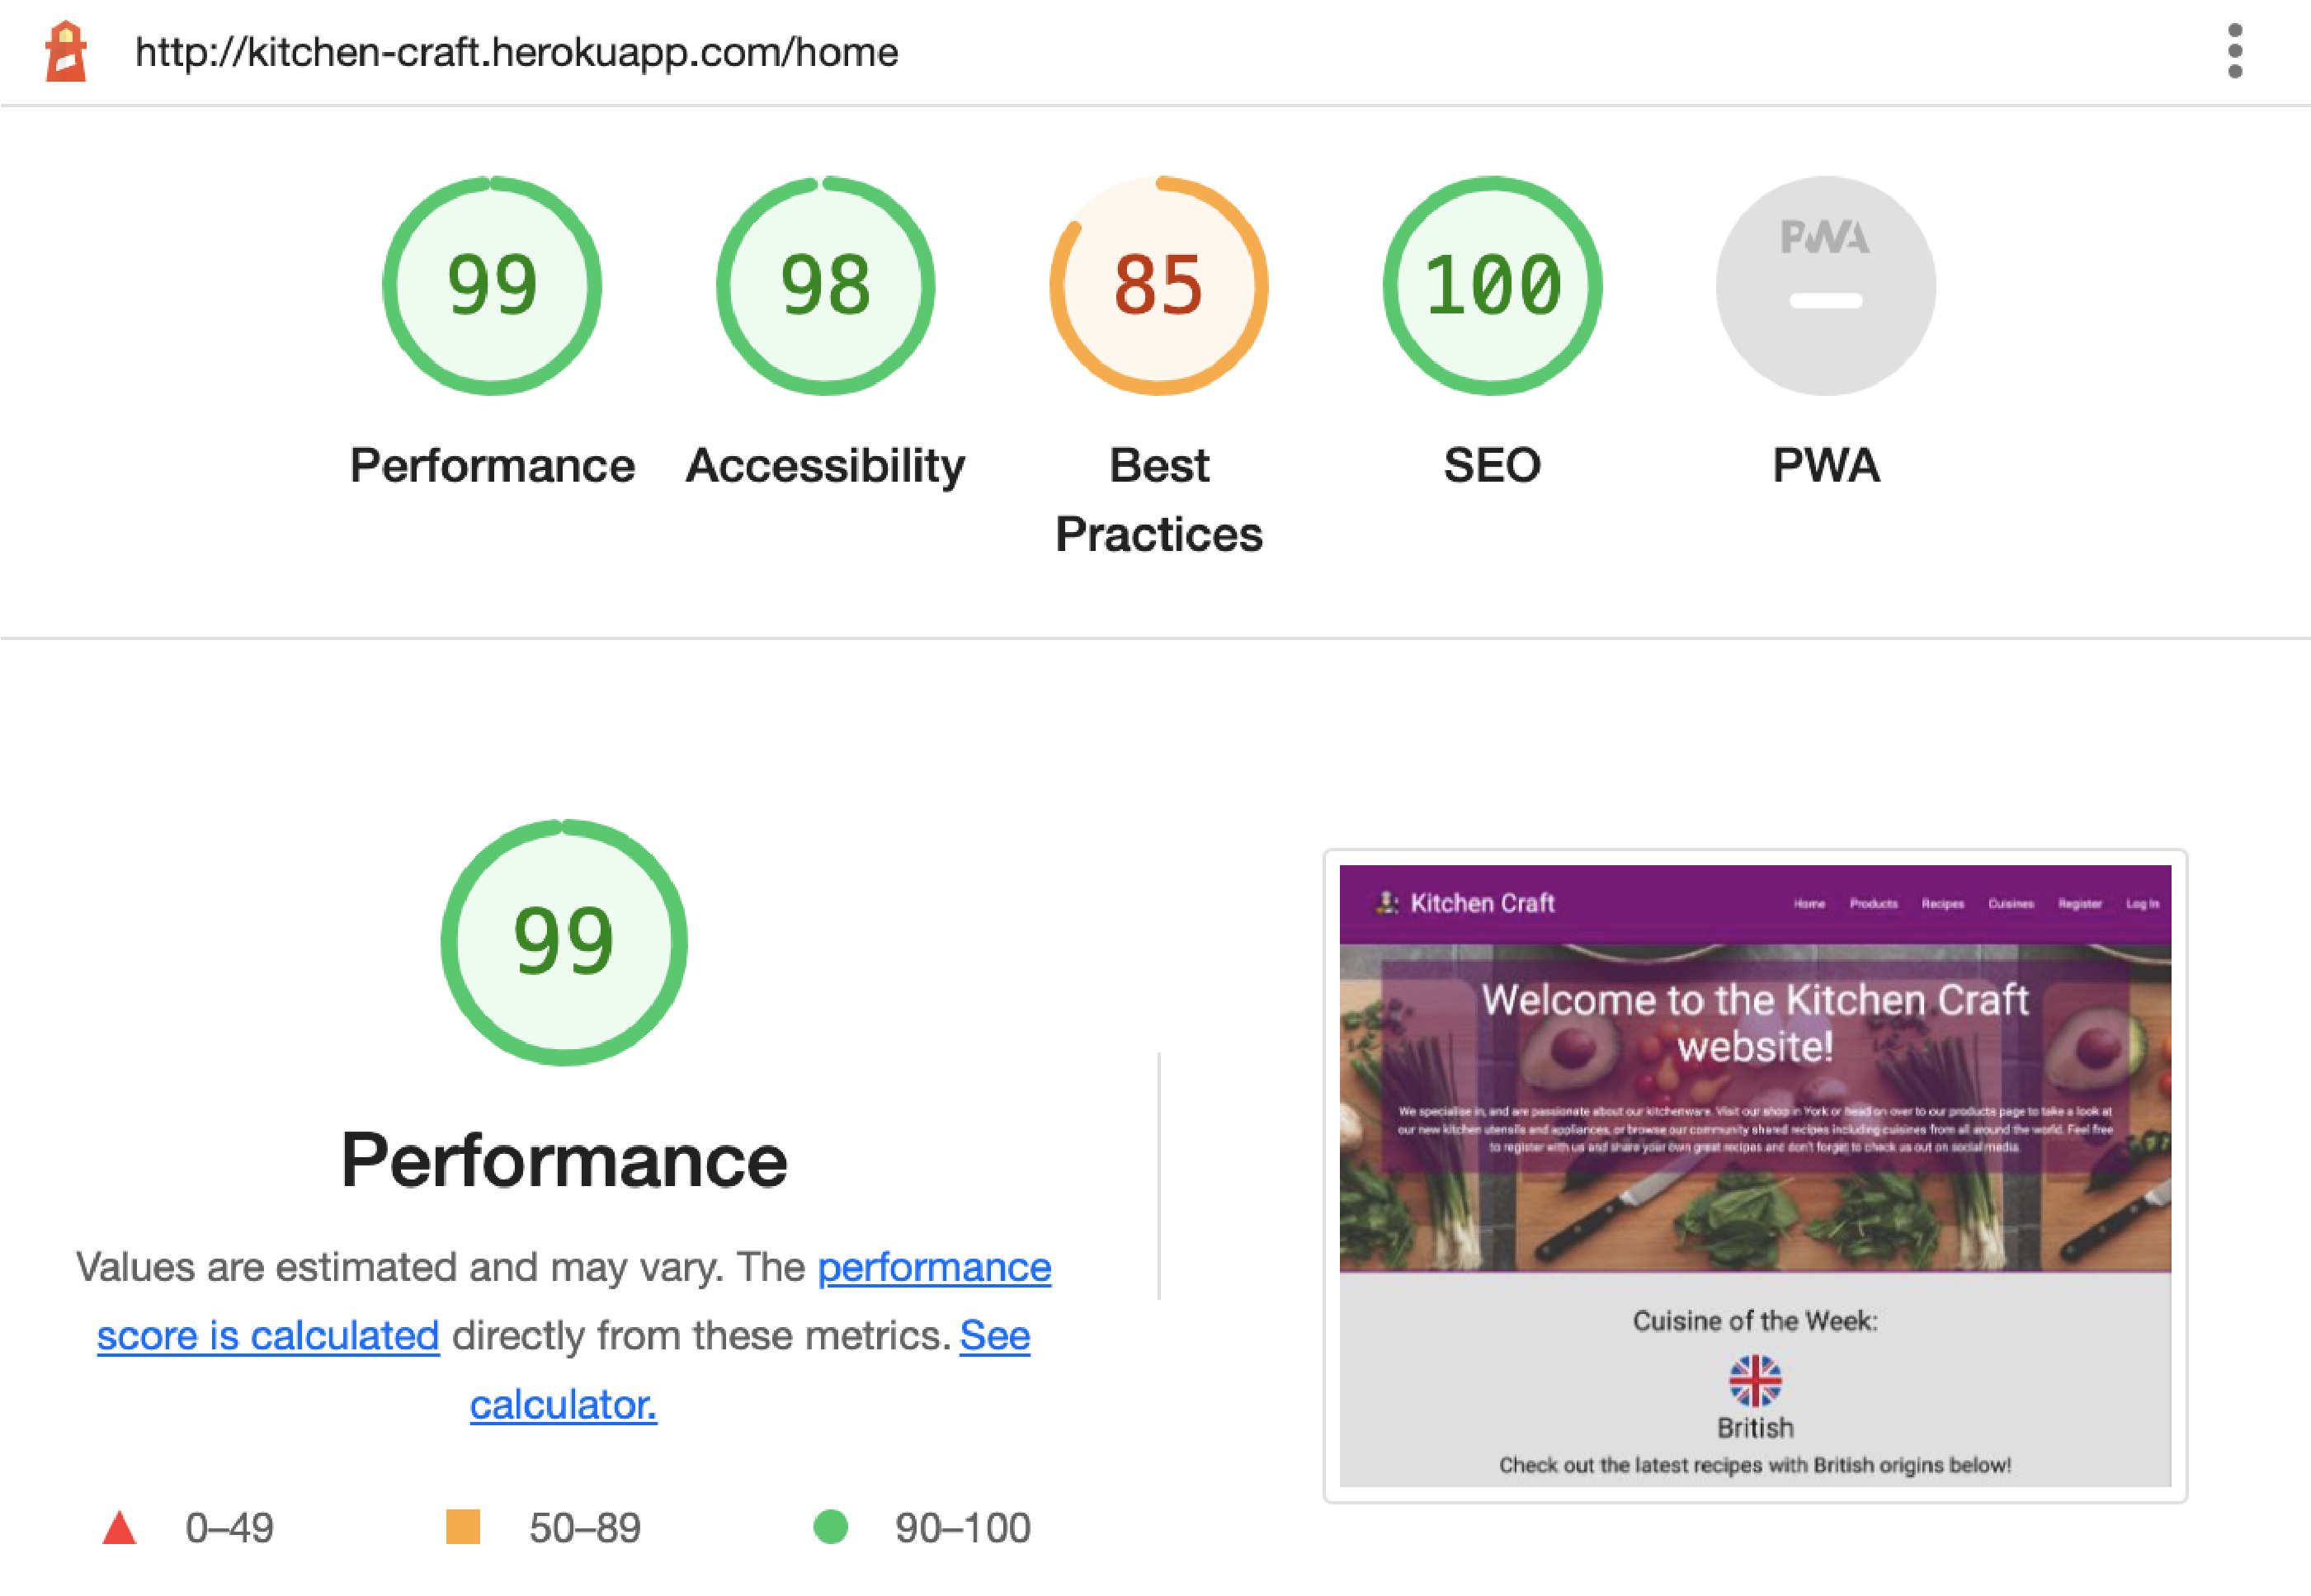 http://kitchen-craft.herokuapp.com/home
99
98
85
100
PWA
Performance
Accessibility
Best
Practices
SEO
PWA
99
Performance
Values are estimated and may vary. The performance
score is calculated directly from these metrics. See
calculator.
0–49
50–89
90–100
Kitchen Craft
Home Products Recipes Cuisines Register Log In
Welcome to the Kitchen Craft
website!
We specialise in, and are passionate about our kitchenware. Visit our shop in York or head on over to our products page to take a look at
our new kitchen utensils and appliances, or browse our community shared recipes including cuisines from all around the world. Feel free
to register with us and share your own great recipes and don't forget to check us out on social media.
Cuisine of the Week:
British
Check out the latest recipes with British origins below!